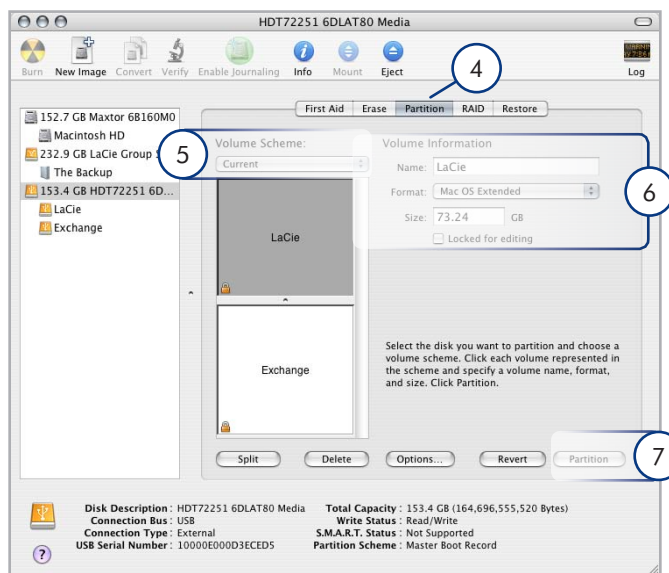 HDT72251 6DLAT80 Media
Burn New Image Convert Verify Enable Journaling Info Mount Eject Log
4
First Aid Erase Partition RAID Restore
152.7 GB Maxtor 6B160M0
Macintosh HD
232.9 GB LaCie Group
The Backup
153.4 GB HDT72251 6D...
LaCie
Exchange
5
Volume Scheme:
Current
LaCie
Exchange
Volume Information
Name: LaCie
Format: Mac OS Extended
Size: 73.24 GB
Locked for editing
6
Select the disk you want to partition and choose a
volume scheme. Click each volume represented in
the scheme and specify a volume name, format,
and size. Click Partition.
Split Delete Options... Revert Partition
7
Disk Description : HDT72251 6DLAT80 Media
Connection Bus : USB
Connection Type : External
USB Serial Number : 10000E000D3ECED5
Total Capacity : 153.4 GB (164,696,555,520 Bytes)
Write Status : Read/Write
S.M.A.R.T. Status : Not Supported
Partition Scheme : Master Boot Record
?